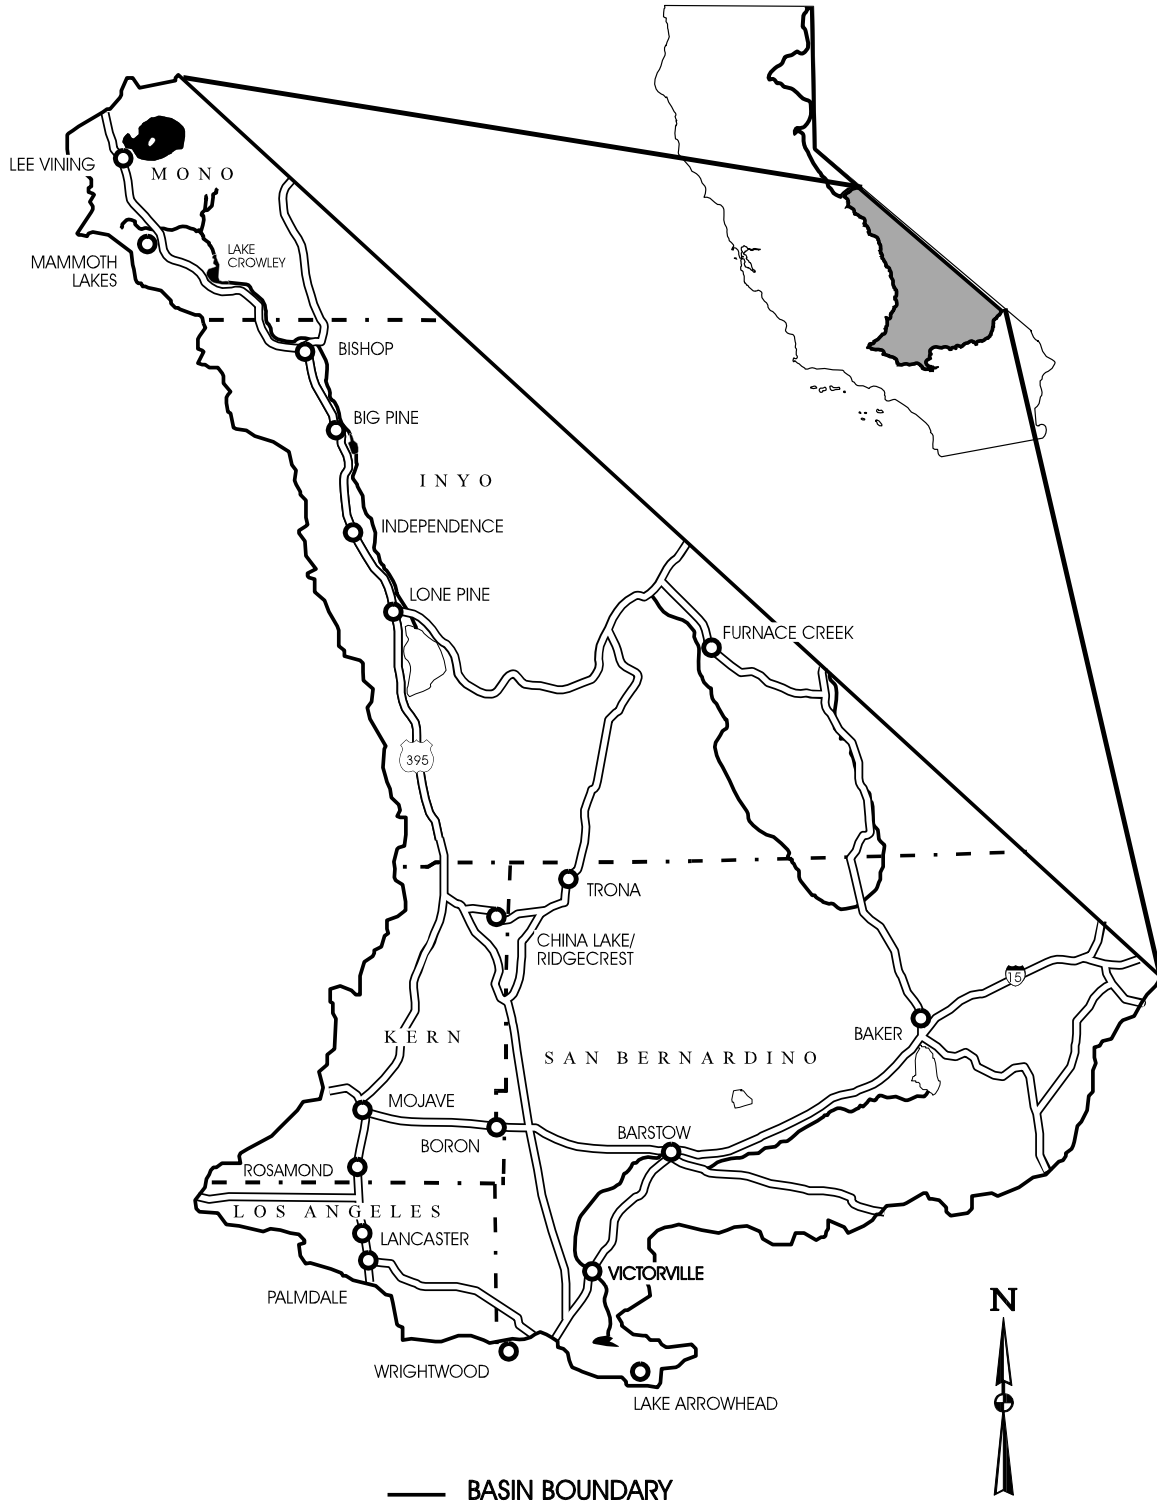 LEE VINING
MONO
LAKE
CROWLEY
MAMMOTH
LAKES
BISHOP
BIG PINE
INYO
INDEPENDENCE
LONE PINE
FURNACE CREEK
395
TRONA
CHINA LAKE/
RIDGECREST
15
KERN
BAKER
SAN BERNARDINO
MOJAVE
BORON
BARSTOW
ROSAMOND
LOS ANGELES
LANCASTER
VICTORVILLE
PALMDALE
N
WRIGHTWOOD
LAKE ARROWHEAD
BASIN BOUNDARY